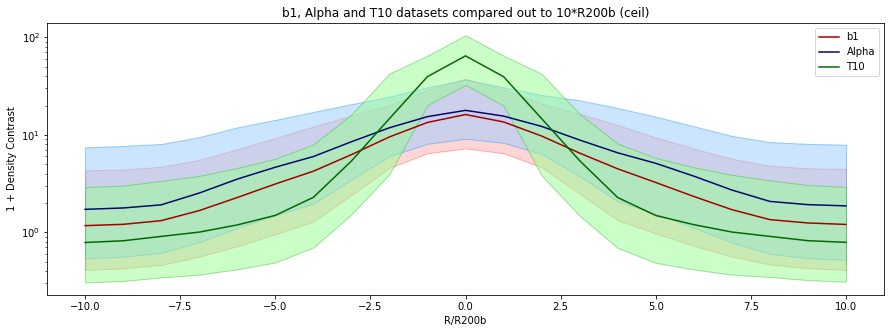 b1, Alpha and T10 datasets compared out to 10*R200b (ceil)
b1
Alpha
T10
1 + Density Contrast
10²
10¹
10⁰
−10.0 −7.5 −5.0 −2.5 0.0 2.5 5.0 7.5 10.0
R/R200b